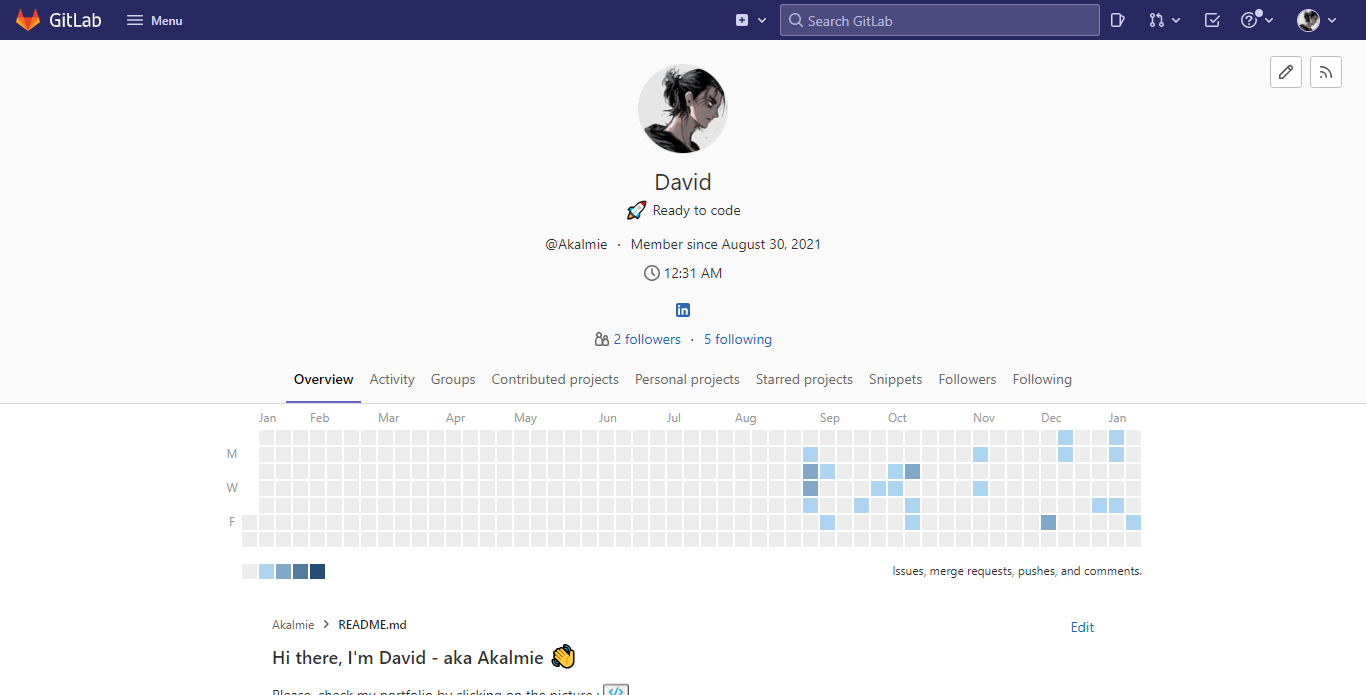 GitLab Menu Search GitLab
David
Ready to code
@Akalmie · Member since August 30, 2021
12:31 AM
in
2 followers · 5 following
Overview Activity Groups Contributed projects Personal projects Starred projects Snippets Followers Following
Jan Feb Mar Apr May Jun Jul Aug Sep Oct Nov Dec Jan
M
W
F
Issues, merge requests, pushes, and comments.
Akalmie > README.md Edit
Hi there, I'm David - aka Akalmie
Please, check my portfolio by clicking on the picture : </>